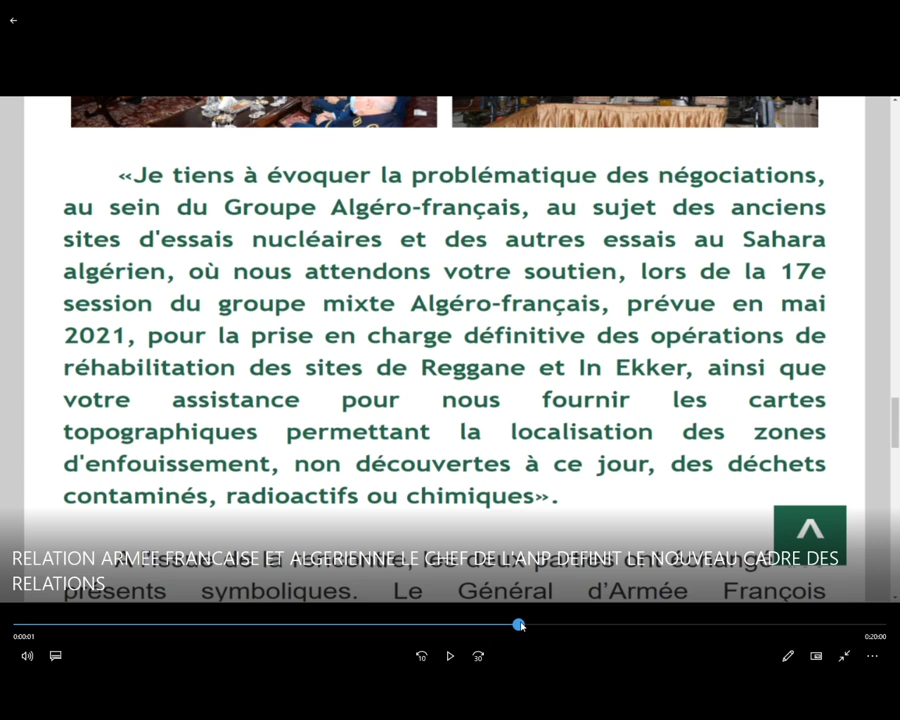 «Je tiens à évoquer la problématique des négociations,
au sein du Groupe Algéro-français, au sujet des anciens
sites d'essais nucléaires et des autres essais au Sahara
algérien, où nous attendons votre soutien, lors de la 17e
session du groupe mixte Algéro-français, prévue en mai
2021, pour la prise en charge définitive des opérations de
réhabilitation des sites de Reggane et In Ekker, ainsi que
votre assistance pour nous fournir les cartes
topographiques permettant la localisation des zones
d'enfouissement, non découvertes à ce jour, des déchets
contaminés, radioactifs ou chimiques».
RELATION ARMEE FRANCAISE ET ALGERIENNE LE CHEF DE L'ANP DEFINIT LE NOUVEAU CADRE DES
RELATIONS
présents symboliques. Le Général d'Armée François
0:00:01
0:20:00
10
30